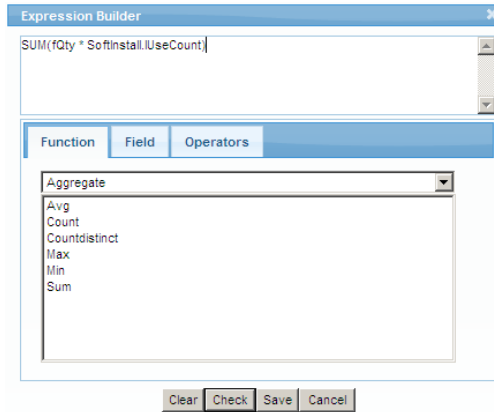 Expression Builder
SUM(fQty * SoftInstall.lUseCount)
Function Field Operators
Aggregate
Avg
Count
Countdistinct
Max
Min
Sum
Clear Check Save Cancel